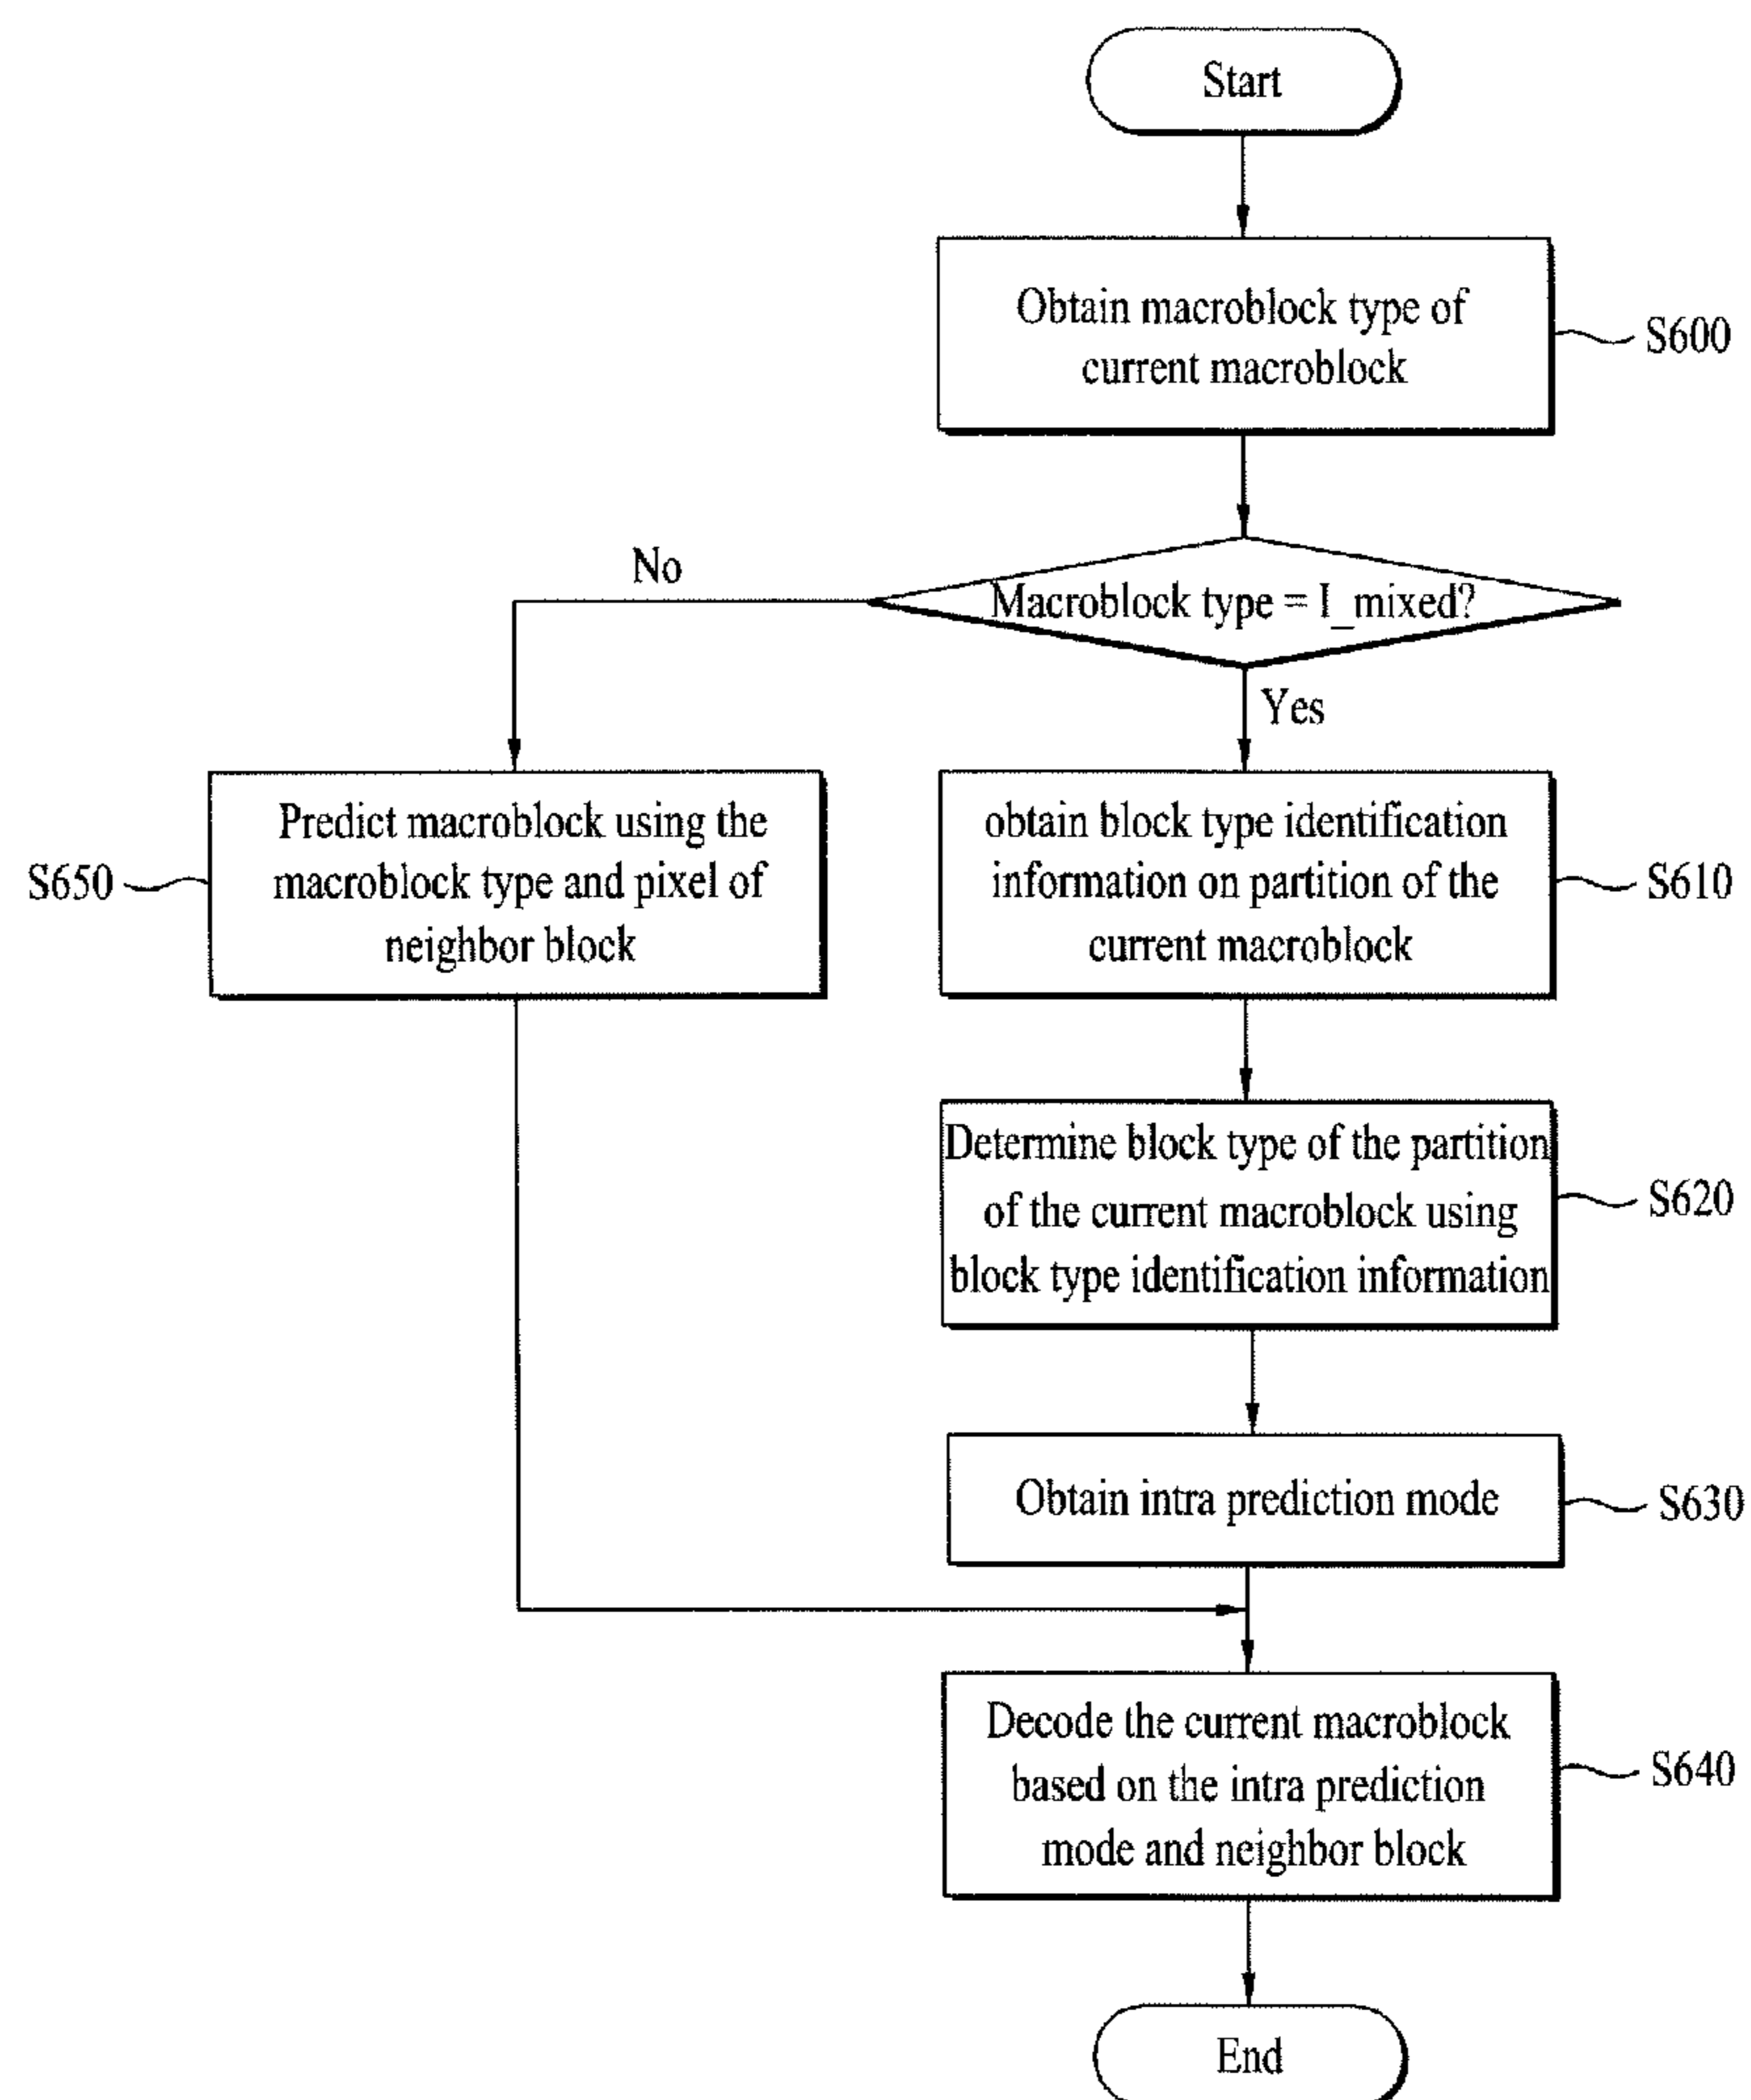 Start
Obtain macroblock type of
current macroblock
S600
No
Macroblock type = I_mixed?
Yes
Predict macroblock using the
macroblock type and pixel of
neighbor block
S650
obtain block type identification
information on partition of the
current macroblock
S610
Determine block type of the partition
of the current macroblock using
block type identification information
S620
Obtain intra prediction mode
S630
Decode the current macroblock
based on the intra prediction
mode and neighbor block
S640
End